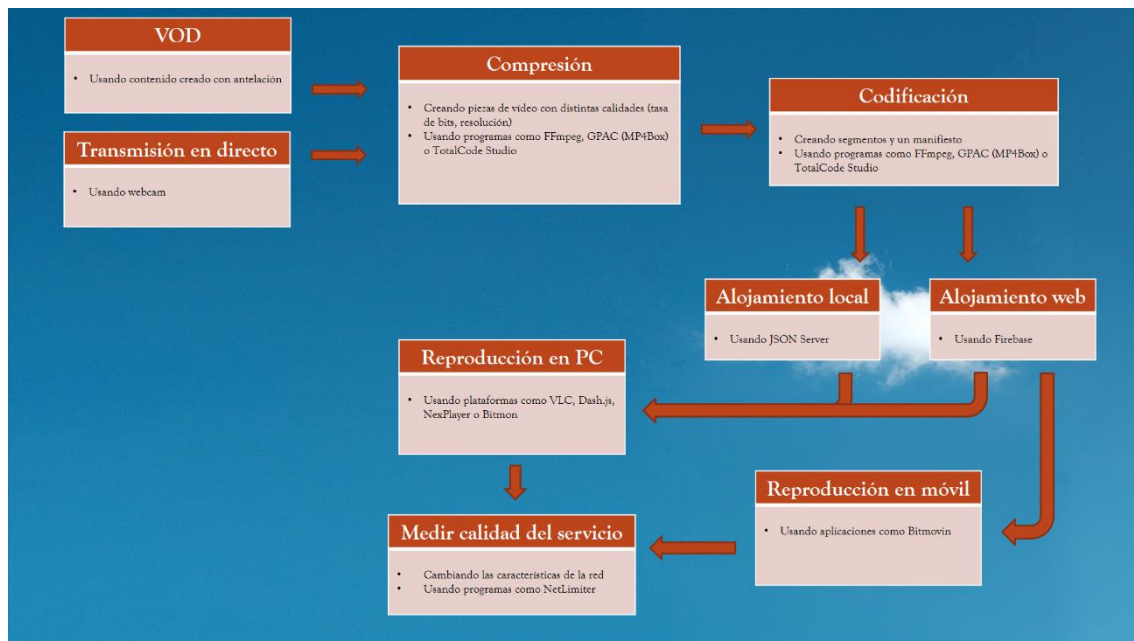 VOD
• Usando contenido creado con antelación
Transmisión en directo
• Usando webcam
Compresión
• Creando piezas de vídeo con distintas calidades (tasa
de bits, resolución)
• Usando programas como FFmpeg, GPAC (MP4Box)
o TotalCode Studio
Codificación
• Creando segmentos y un manifiesto
• Usando programas como FFmpeg, GPAC (MP4Box) o
TotalCode Studio
Alojamiento local
• Usando JSON Server
Alojamiento web
• Usando Firebase
Reproducción en PC
• Usando plataformas como VLC, Dash.js,
NexPlayer o Bitmon
Reproducción en móvil
• Usando aplicaciones como Bitmovin
Medir calidad del servicio
• Cambiando las características de la red
• Usando programas como NetLimiter